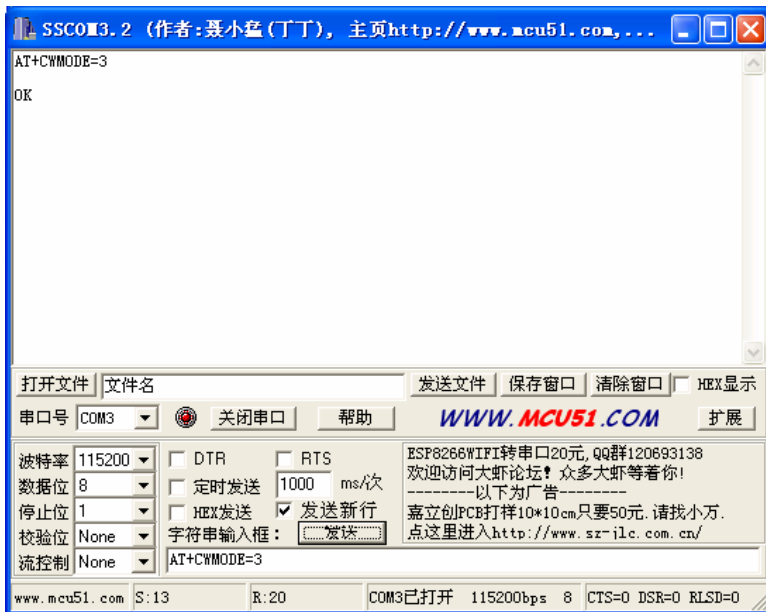 SSCOM3.2 (作者:聂小猛(丁丁), 主页http://www.mcu51.com,...
AT+CWMODE=3
OK
打开文件 文件名 发送文件 保存窗口 清除窗口 HEX显示
串口号 COM3 关闭串口 帮助 WWW.MCU51.COM 扩展
波特率 115200 DTR RTS
数据位 8 定时发送 1000 ms/次
停止位 1 HEX发送 发送新行
校验位 None 字符串输入框: 发送
流控制 None AT+CWMODE=3
ESP8266WIFI转串口20元,QQ群120693138
欢迎访问大虾论坛! 众多大虾等着你!
--------以下为广告--------
嘉立创PCB打样10*10cm只要50元.请找小万.
点这里进入http://www.sz-jlc.com.cn/
www.mcu51.com S:13 R:20 COM3已打开 115200bps 8 CTS=0 DSR=0 RLSD=0